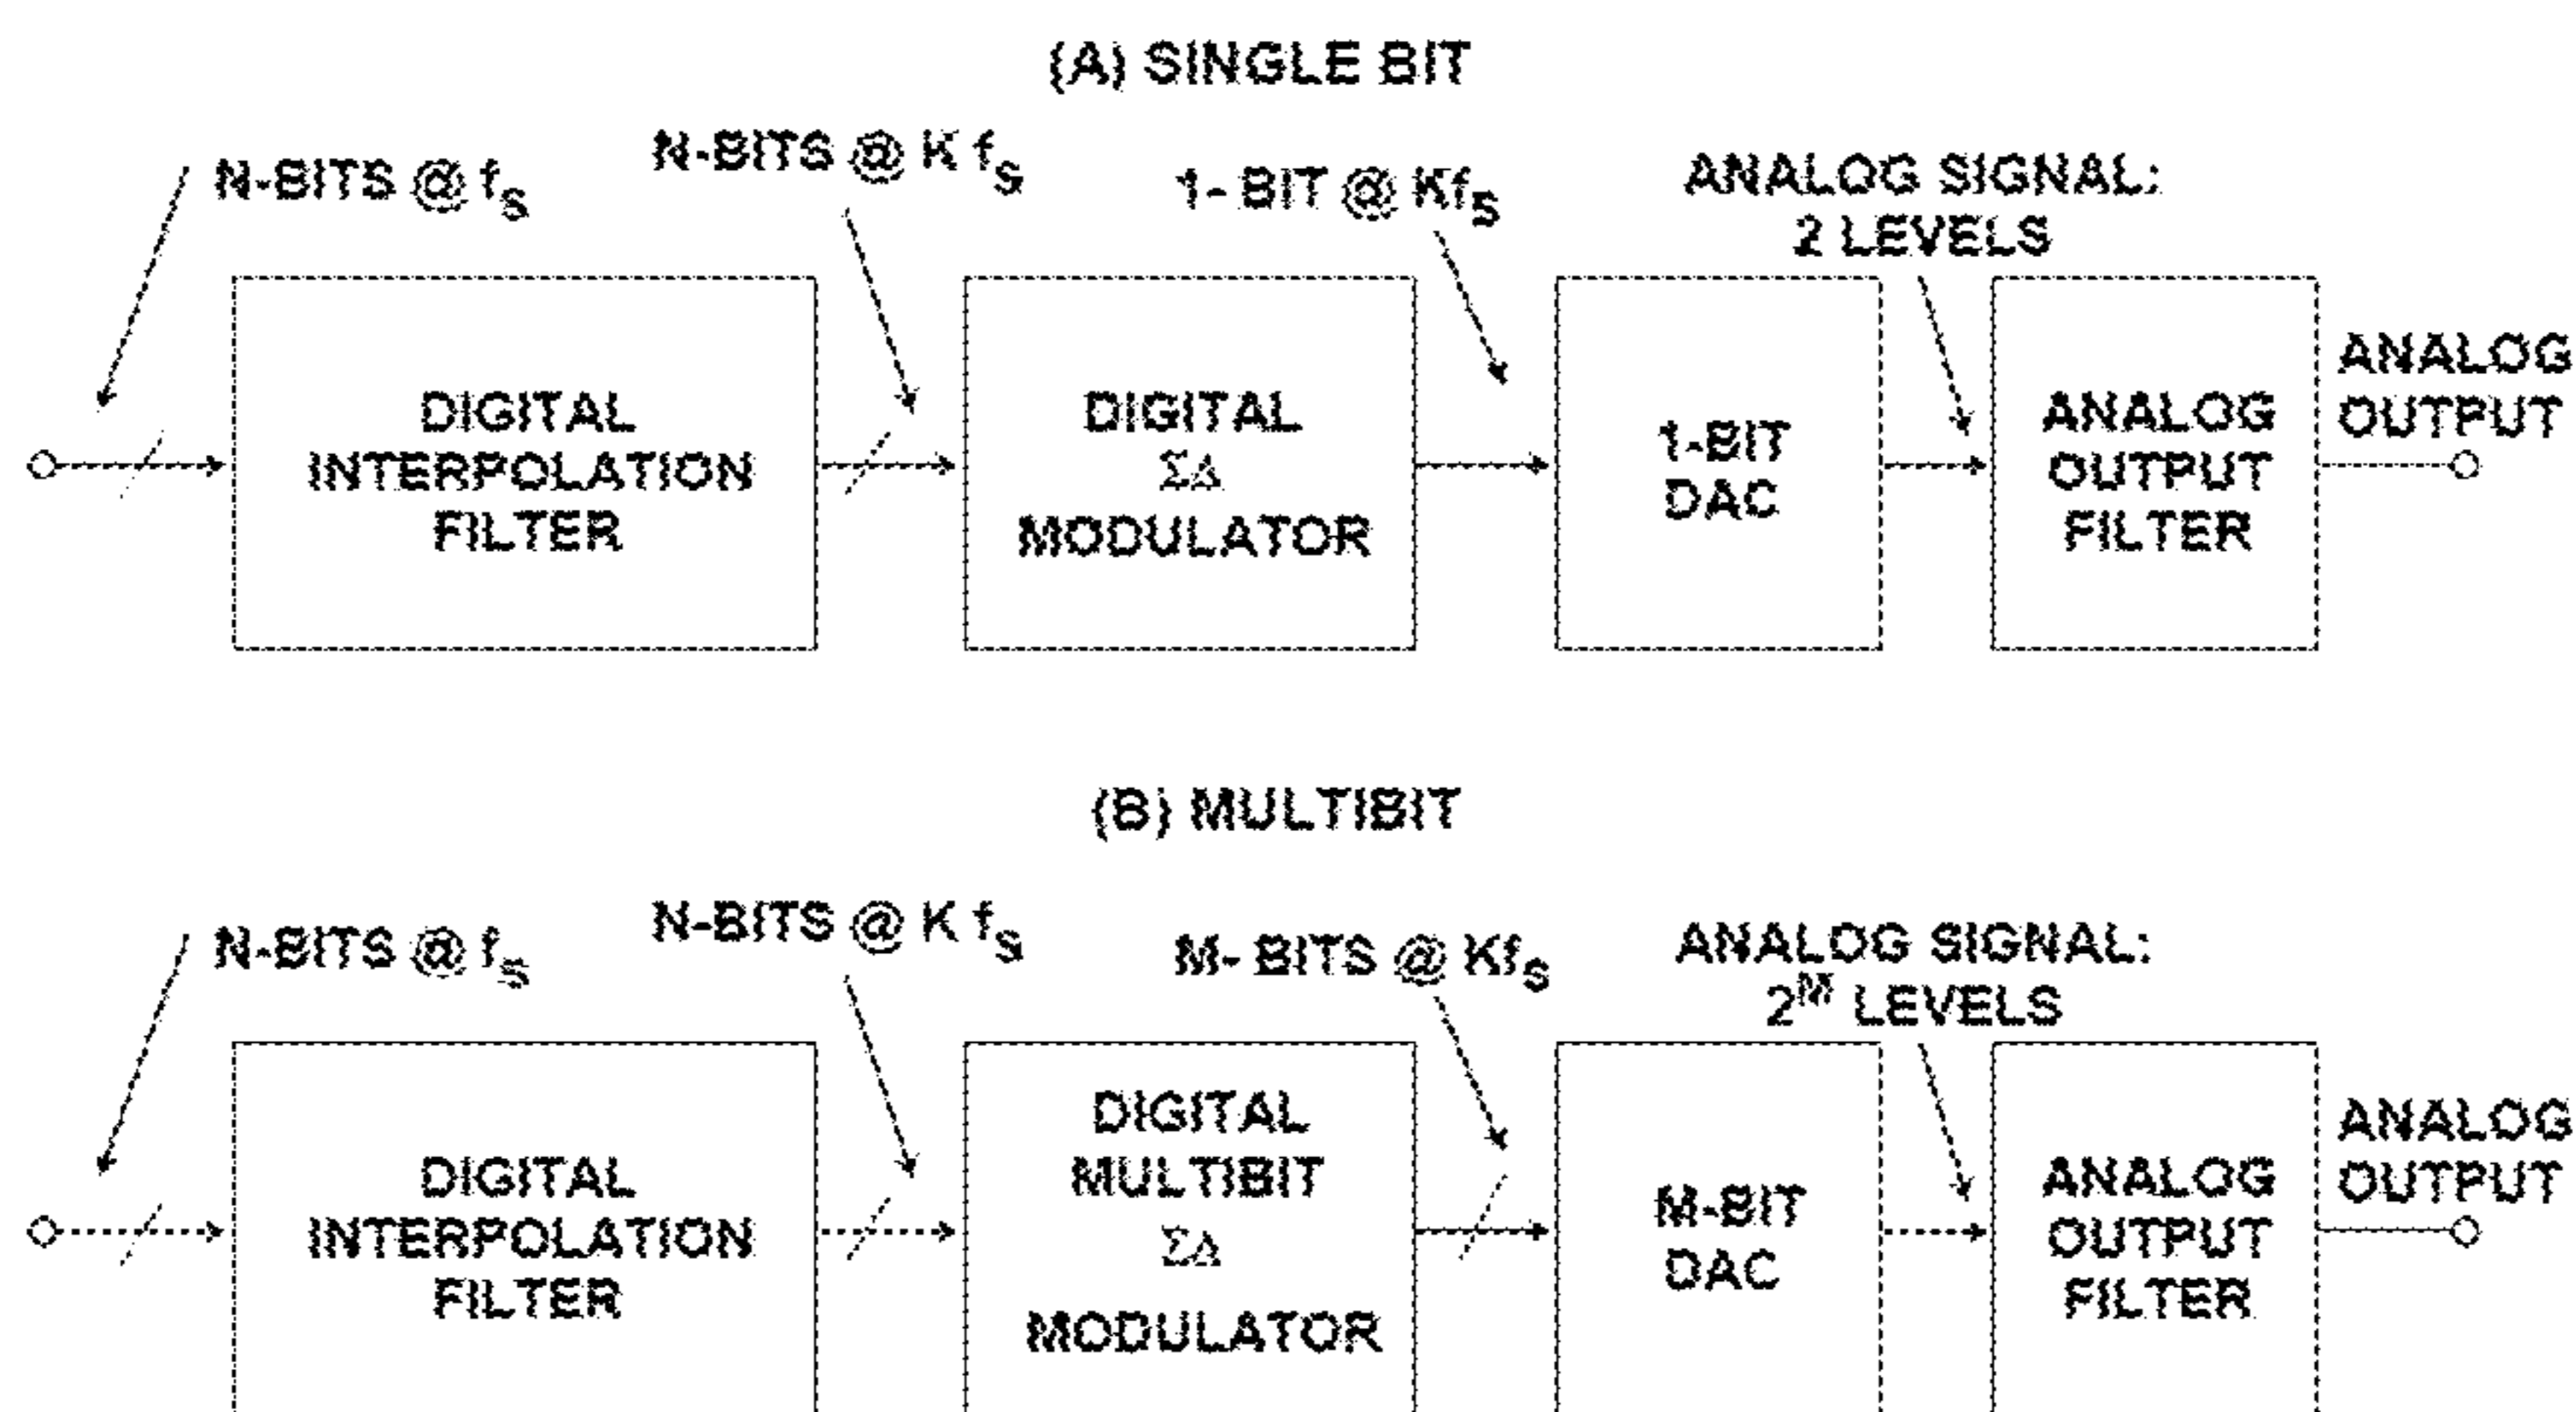 (A) SINGLE BIT
N-BITS @ fS
N-BITS @ K fS
1- BIT @ KfS
ANALOG SIGNAL:
2 LEVELS
DIGITAL
INTERPOLATION
FILTER
DIGITAL
ΣΔ
MODULATOR
1-BIT
DAC
ANALOG
OUTPUT
FILTER
ANALOG
OUTPUT
(B) MULTIBIT
N-BITS @ fS
N-BITS @ K fS
M- BITS @ KfS
ANALOG SIGNAL:
2^M LEVELS
DIGITAL
INTERPOLATION
FILTER
DIGITAL
MULTIBIT
ΣΔ
MODULATOR
M-BIT
DAC
ANALOG
OUTPUT
FILTER
ANALOG
OUTPUT